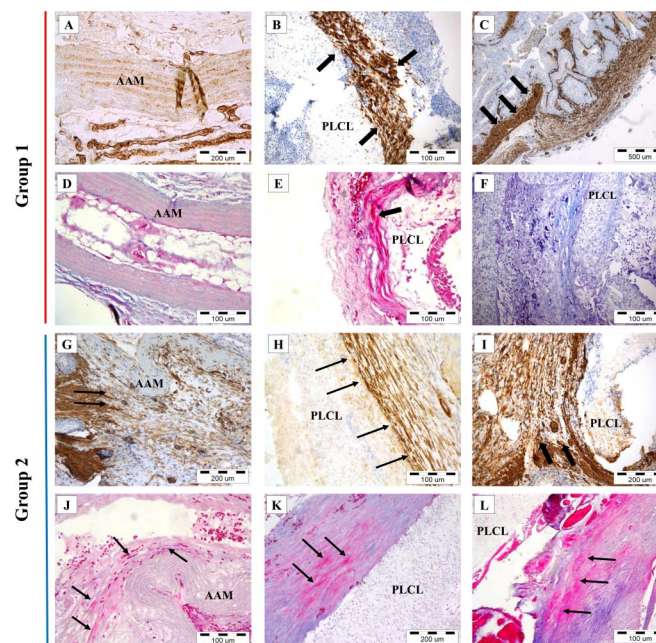 Group 1
A
AAM
200 um
B
PLCL
100 um
C
500 um
D
AAM
100 um
E
PLCL
100 um
F
PLCL
100 um
Group 2
G
AAM
200 um
H
PLCL
100 um
I
PLCL
200 um
J
AAM
100 um
K
PLCL
200 um
L
PLCL
100 um